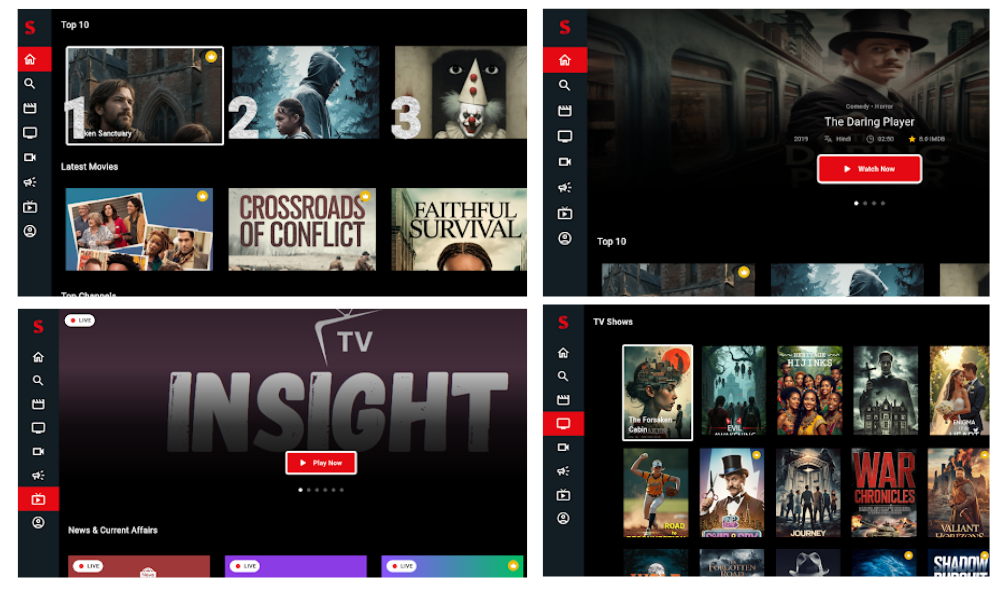 S
Top 10
1
ken Sanctuary
2
3
Latest Movies
CROSSROADS
OF CONFLICT
FAITHFUL
SURVIVAL
Top Channels
S
Comedy • Horror
The Daring Player
2019
Hindi
02:50
8.0 IMDB
Watch Now
Top 10
S
LIVE
TV
INSIGHT
Play Now
News & Current Affairs
LIVE
LIVE
LIVE
S
TV Shows
The Forsaken
Cabin
EVIL
AWAKENING
HIJINKS
ENIGMA
ROAD
WAR
CHRONICLES
JOURNEY
VALIANT
HORIZONS
FORGOTTEN
ROAD
SHADOW
PURSUIT